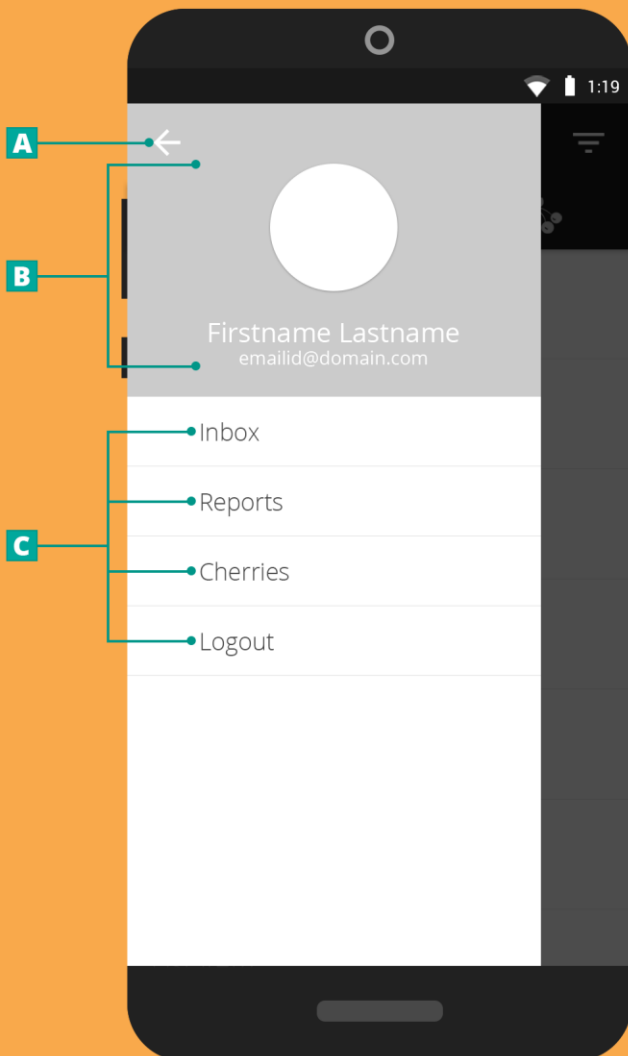 1:19
A
B
Firstname Lastname
emailid@domain.com
Inbox
Reports
C
Cherries
Logout